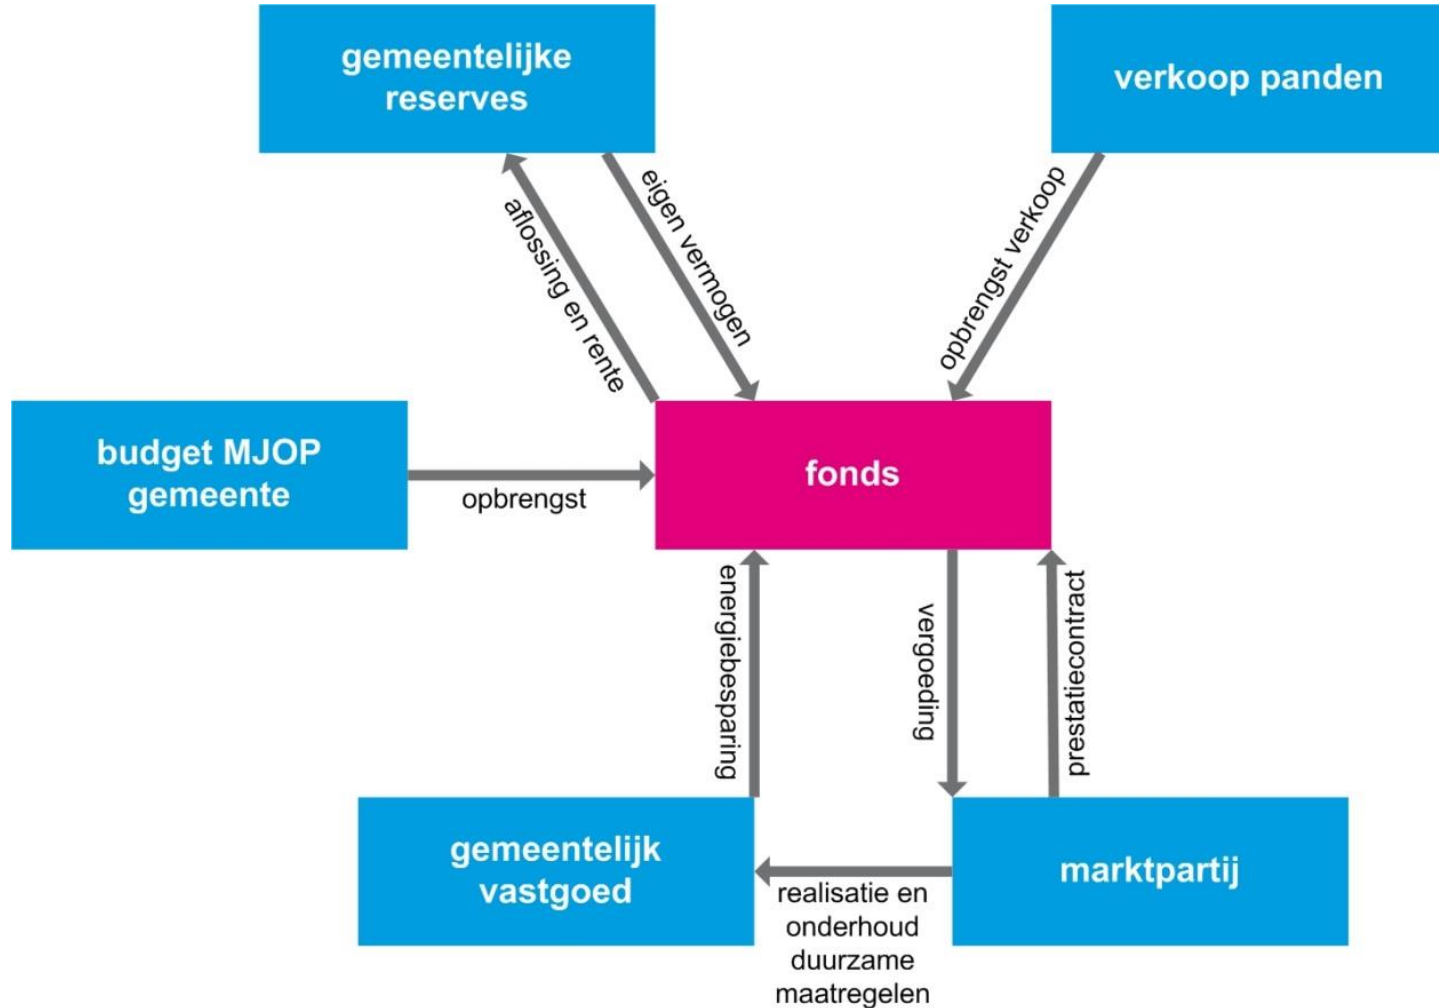 gemeentelijke
reserves
verkoop panden
aflossing en rente
eigen vermogen
opbrengst verkoop
budget MJOP
gemeente
opbrengst
fonds
energiebesparing
vergoeding
prestatiecontract
gemeentelijk
vastgoed
realisatie en
onderhoud
duurzame
maatregelen
marktpartij